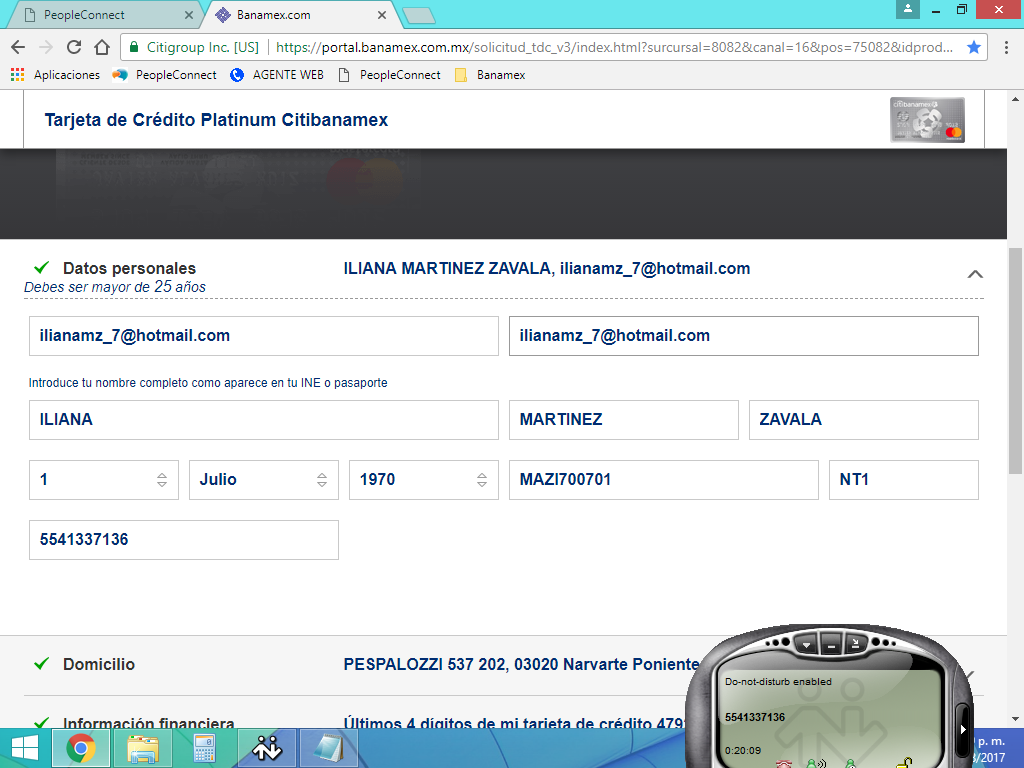 PeopleConnect
Banamex.com
Citigroup Inc. [US] https://portal.banamex.com.mx/solicitud_tdc_v3/index.html?surcursal=8082&canal=16&pos=75082&idprod...
Aplicaciones PeopleConnect AGENTE WEB PeopleConnect Banamex
Tarjeta de Crédito Platinum Citibanamex
citibanamex
Datos personales ILIANA MARTINEZ ZAVALA, ilianamz_7@hotmail.com
Debes ser mayor de 25 años
ilianamz_7@hotmail.com ilianamz_7@hotmail.com
Introduce tu nombre completo como aparece en tu INE o pasaporte
ILIANA MARTINEZ ZAVALA
1 Julio 1970 MAZI700701 NT1
5541337136
Domicilio PESPALOZZI 537 202, 03020 Narvarte Poniente
Información financiera Últimos 4 dígitos de mi tarjeta de crédito 479
Do-not-disturb enabled
5541337136
0:20:09
p. m.
/2017